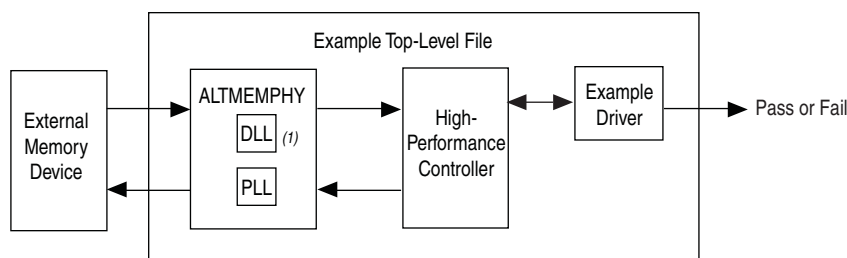 Example Top-Level File
External
Memory
Device
ALTMEMPHY
DLL (1)
PLL
High-
Performance
Controller
Example
Driver
Pass or Fail